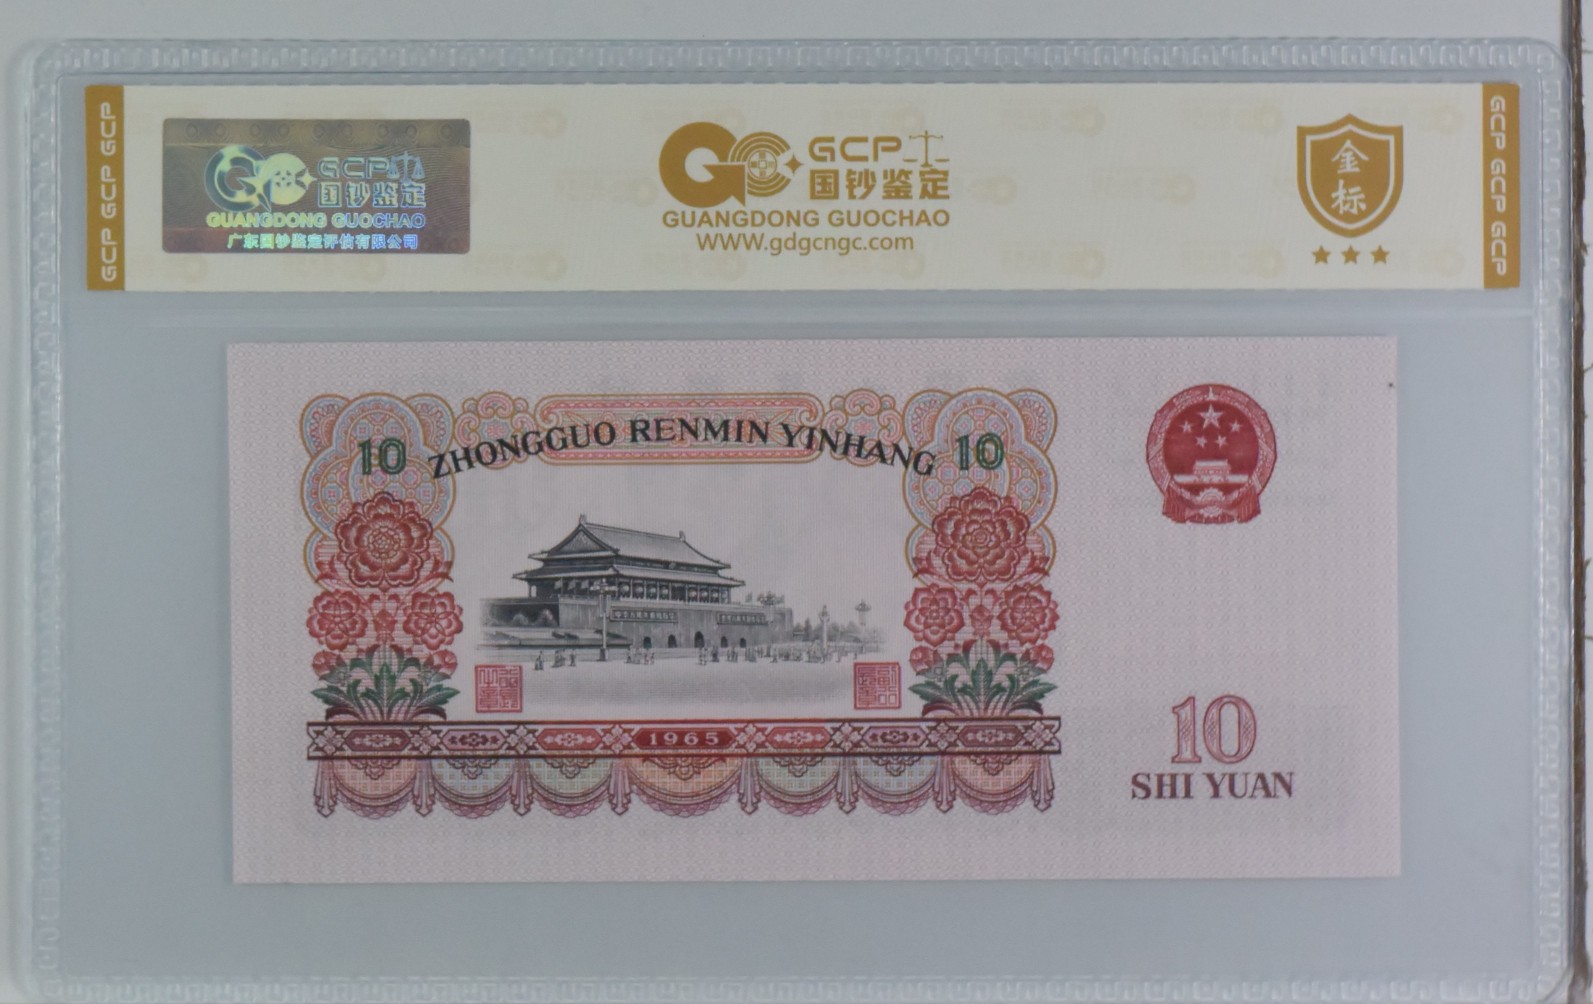 GCP GCP GCP
GCP
国钞鉴定
GUANGDONG GUOCHAO
广东国钞鉴定评估有限公司
GCP
国钞鉴定
GUANGDONG GUOCHAO
WWW.gdgcngc.com
金标
GCP GCP GCP
10 ZHONGGUO RENMIN YINHANG 10
1965
10
SHI YUAN